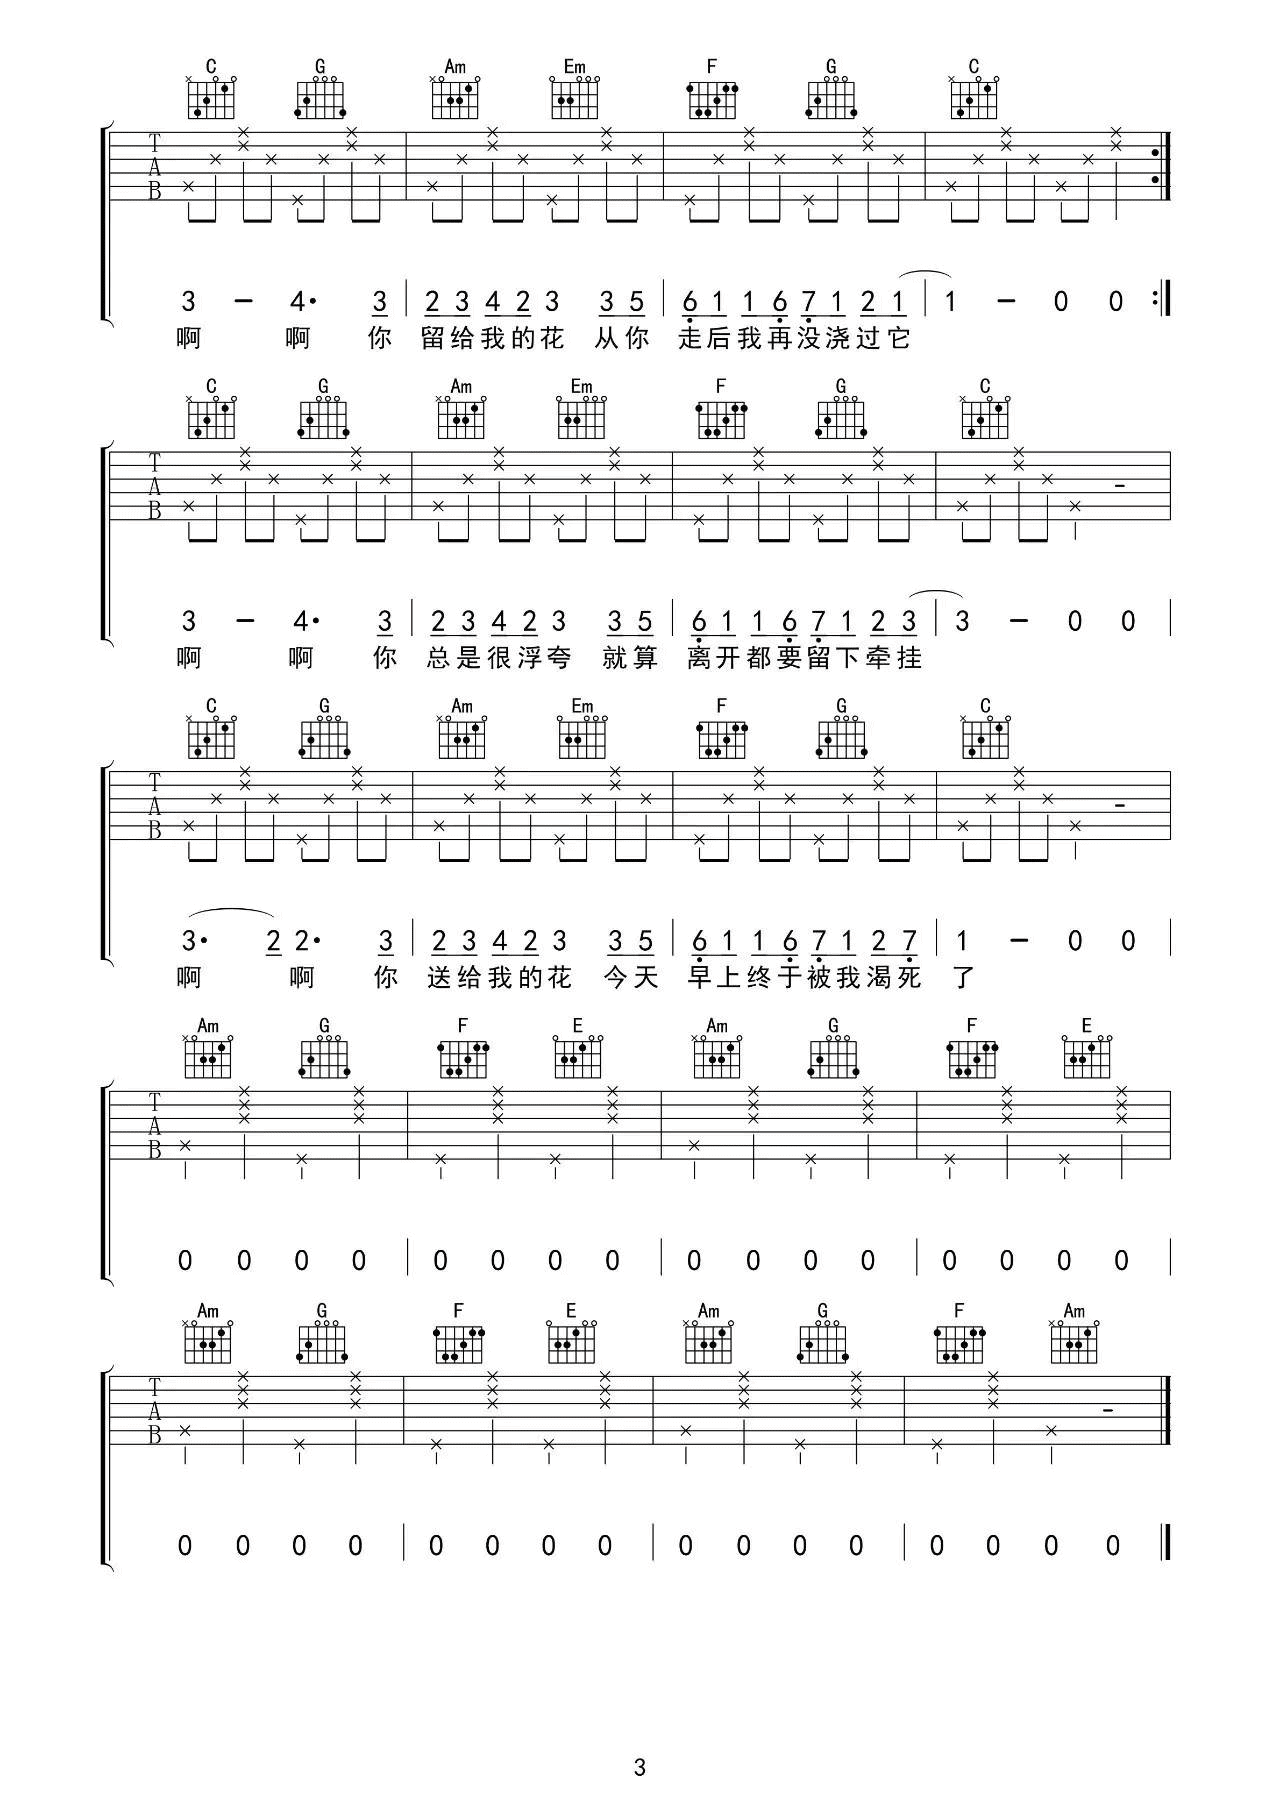 C G Am Em F G C
T
A
B
3 - 4· 3 | 2 3 4 2 3 3 5 | 6 1 1 6 7 1 2 1 | 1 - 0 0 :|
啊 啊 你 留给我的花 从你 走后我再没浇过它
C G Am Em F G C
T
A
B
3 - 4· 3 | 2 3 4 2 3 3 5 | 6 1 1 6 7 1 2 3 | 3 - 0 0 |
啊 啊 你 总是很浮夸 就算 离开都要留下牵挂
C G Am Em F G C
T
A
B
3· 2 2· 3 | 2 3 4 2 3 3 5 | 6 1 1 6 7 1 2 7 | 1 - 0 0 |
啊 啊 你 送给我的花 今天 早上终于被我渴死 了
Am G F E Am G F E
T
A
B
0 0 0 0 | 0 0 0 0 | 0 0 0 0 | 0 0 0 0 |
Am G F E Am G F Am
T
A
B
0 0 0 0 | 0 0 0 0 | 0 0 0 0 | 0 0 0 0 |
3